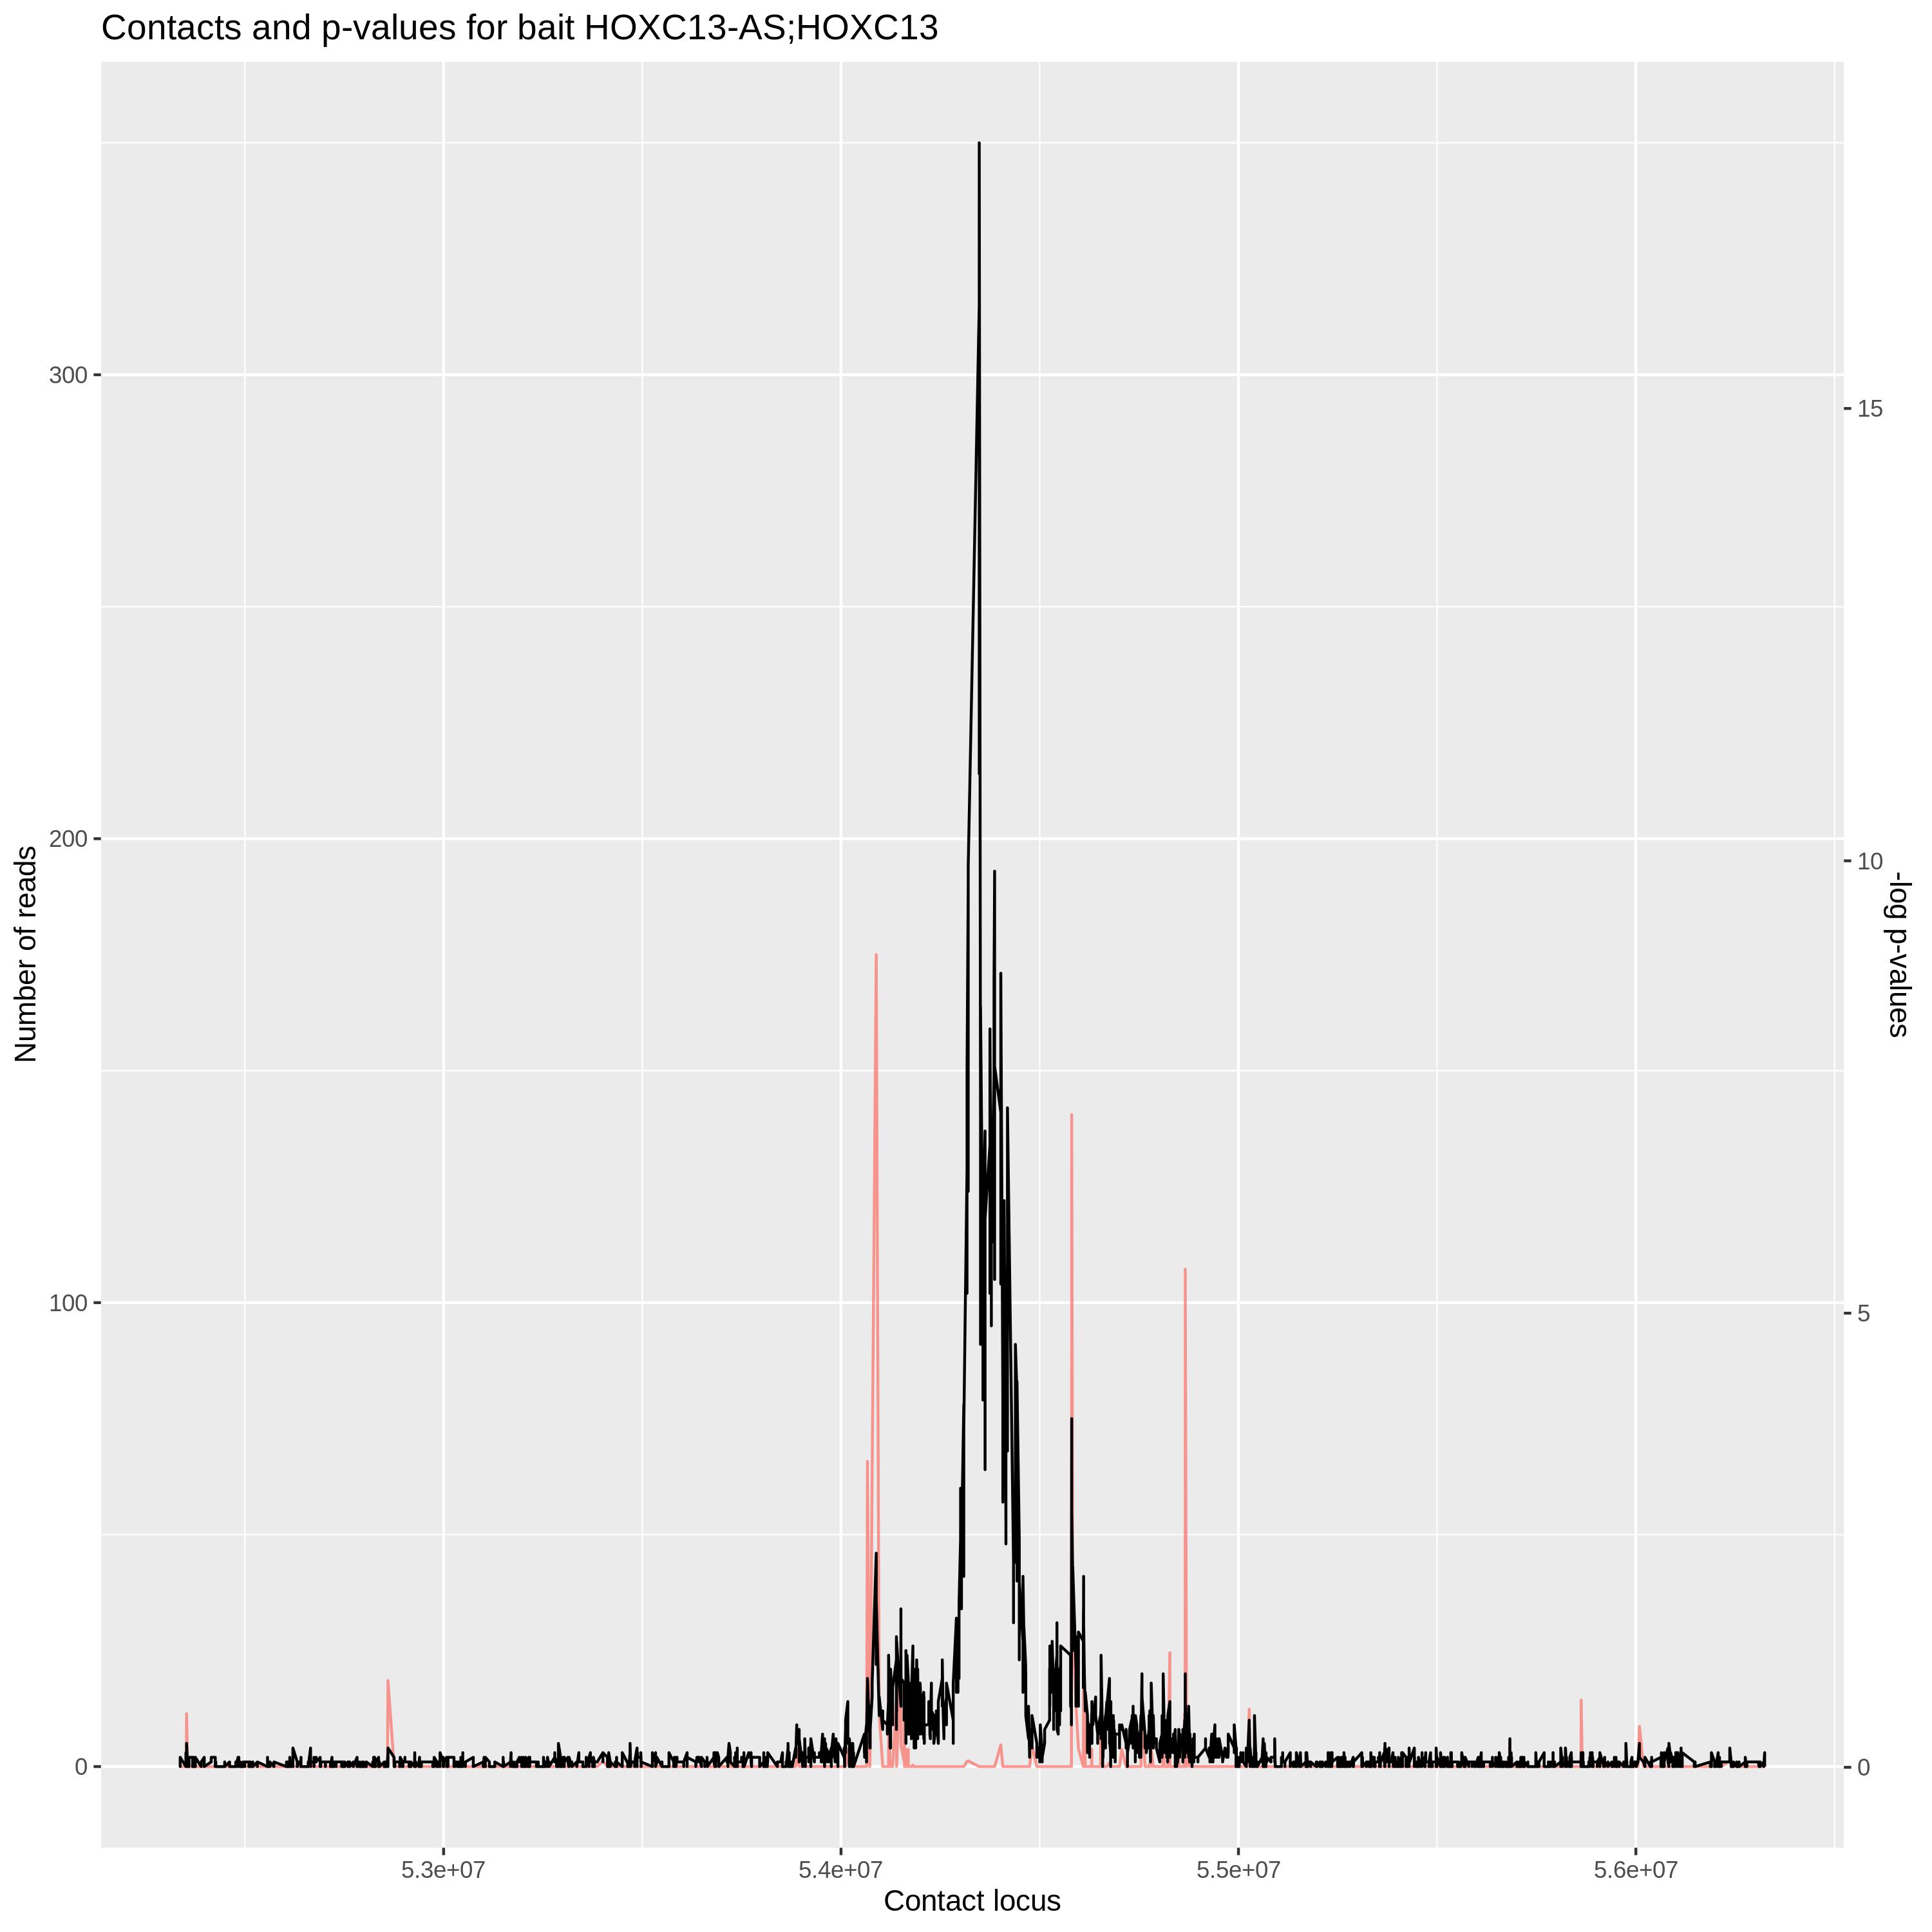 Contacts and p-values for bait HOXC13-AS;HOXC13
Number of reads
300
200
100
0
15
10
5
0
-log p-values
5.3e+07
5.4e+07
5.5e+07
5.6e+07
Contact locus